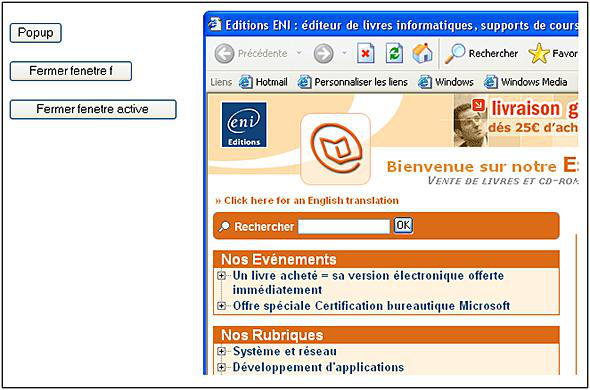 Popup
Fermer fenetre f
Fermer fenetre active
Editions ENI : éditeur de livres informatiques, supports de cours
Précédente Rechercher Favor
Liens Hotmail Personnaliser les liens Windows Windows Media
eni
Editions
livraison g
dés 25€ d'ach
Bienvenue sur notre Es
VENTE DE LIVRES ET CD-ROM
» Click here for an English translation
Rechercher OK
Nos Evénements
Un livre acheté = sa version électronique offerte
immédiatement
Offre spéciale Certification bureautique Microsoft
Nos Rubriques
Système et réseau
Développement d'applications